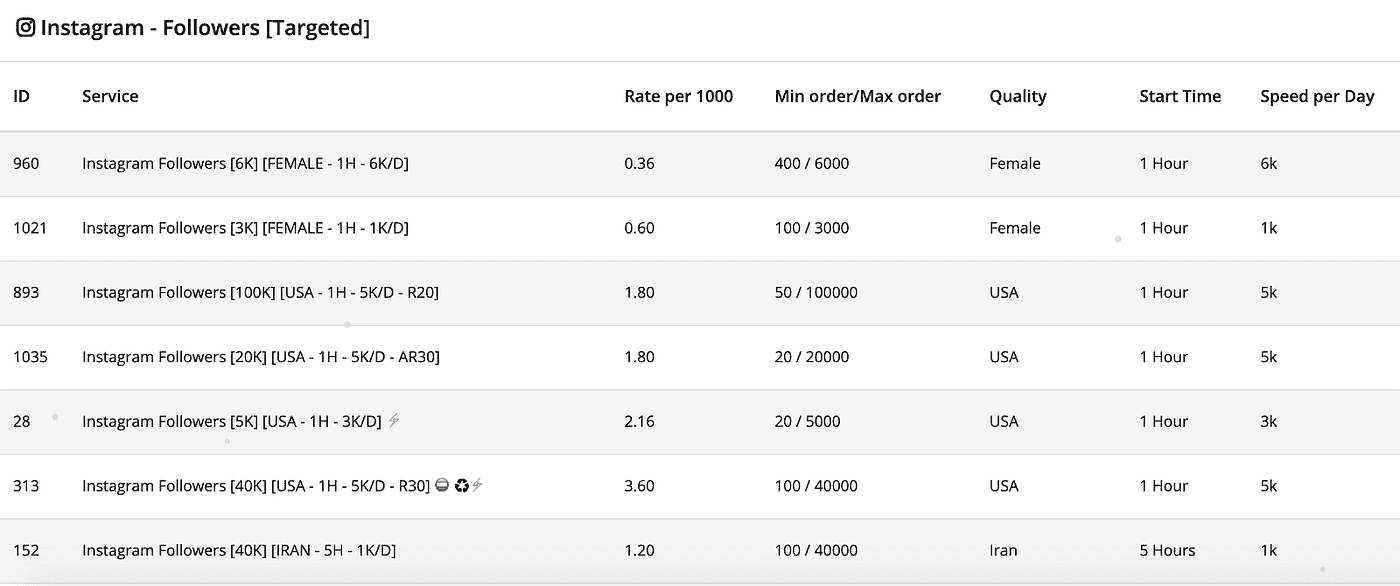 Instagram - Followers [Targeted]
ID Service Rate per 1000 Min order/Max order Quality Start Time Speed per Day
960 Instagram Followers [6K] [FEMALE - 1H - 6K/D] 0.36 400 / 6000 Female 1 Hour 6k
1021 Instagram Followers [3K] [FEMALE - 1H - 1K/D] 0.60 100 / 3000 Female 1 Hour 1k
893 Instagram Followers [100K] [USA - 1H - 5K/D - R20] 1.80 50 / 100000 USA 1 Hour 5k
1035 Instagram Followers [20K] [USA - 1H - 5K/D - AR30] 1.80 20 / 20000 USA 1 Hour 5k
28 Instagram Followers [5K] [USA - 1H - 3K/D] ⚡ 2.16 20 / 5000 USA 1 Hour 3k
313 Instagram Followers [40K] [USA - 1H - 5K/D - R30] ⛔ ♻⚡ 3.60 100 / 40000 USA 1 Hour 5k
152 Instagram Followers [40K] [IRAN - 5H - 1K/D] 1.20 100 / 40000 Iran 5 Hours 1k